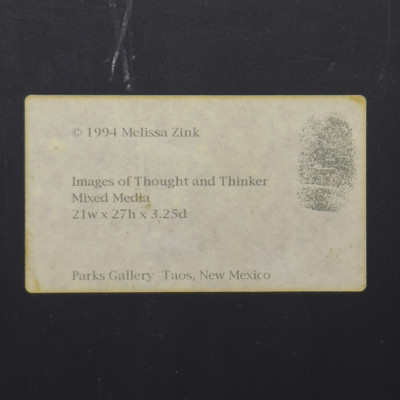 © 1994 Melissa Zink
Images of Thought and Thinker
Mixed Media
21w x 27h x 3.25d
Parks Gallery Taos, New Mexico